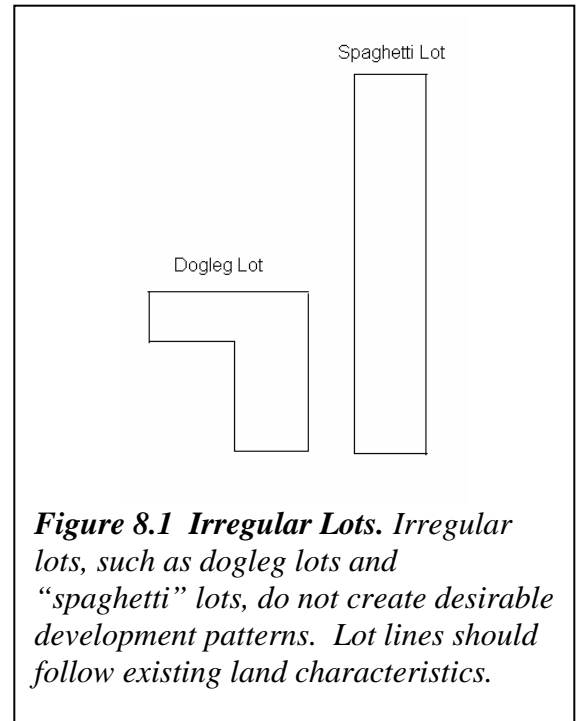 Spaghetti Lot
Dogleg Lot
Figure 8.1 Irregular Lots. Irregular
lots, such as dogleg lots and
“spaghetti” lots, do not create desirable
development patterns. Lot lines should
follow existing land characteristics.